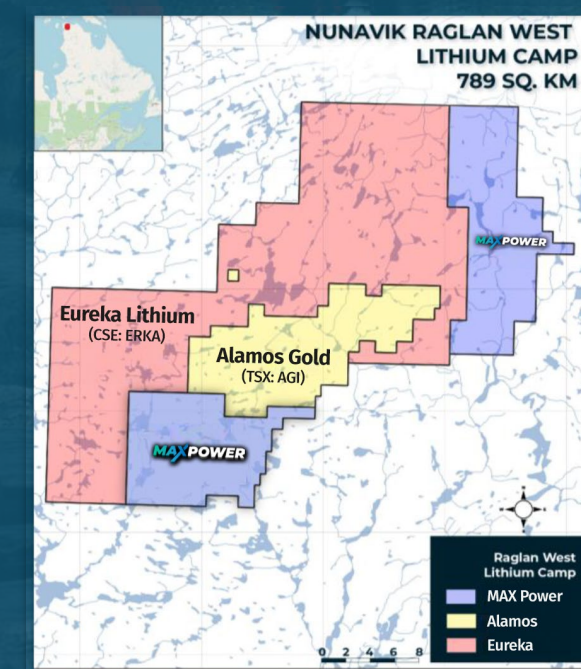 NUNAVIK RAGLAN WEST
LITHIUM CAMP
789 SQ. KM
MAXPOWER
Eureka Lithium
(CSE: ERKA)
Alamos Gold
(TSX: AGI)
MAXPOWER
Raglan West
Lithium Camp
MAX Power
Alamos
Eureka
0 2 4 6 8